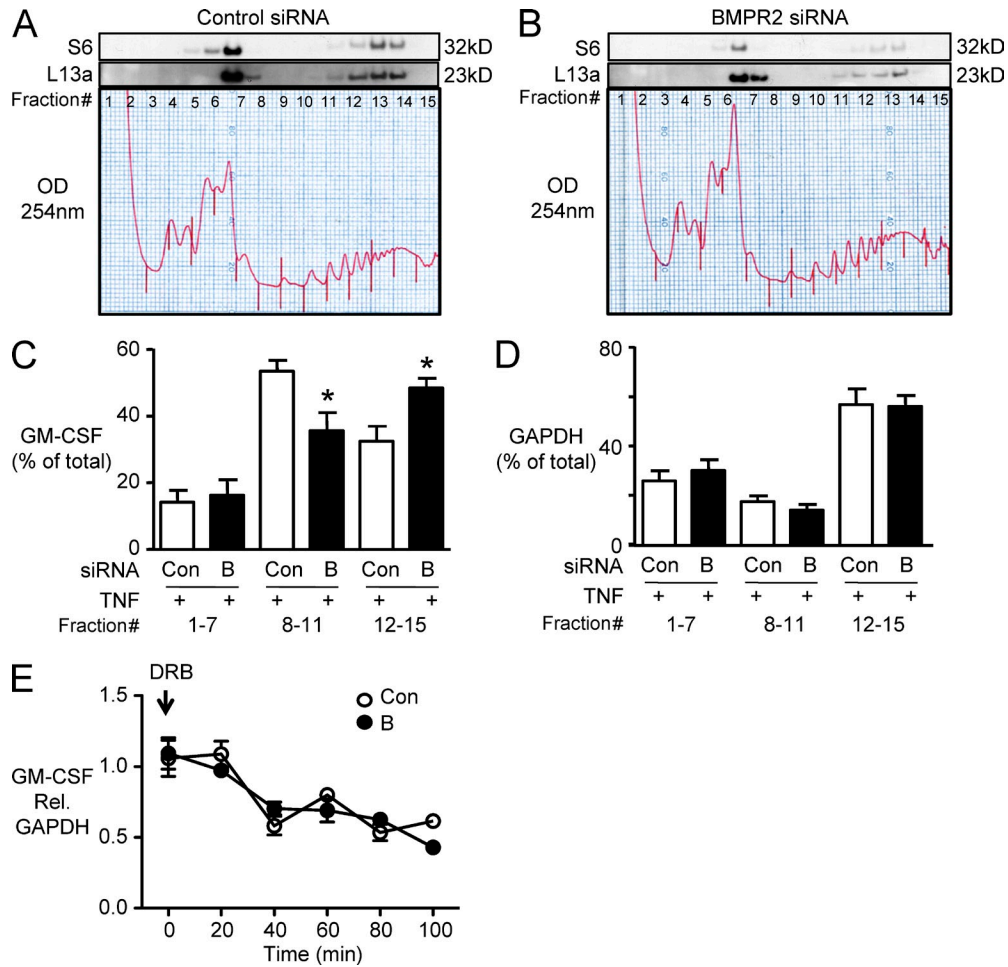 A
Control siRNA
S6
32kD
L13a
23kD
Fraction#
1 2 3 4 5 6 7 8 9 10 11 12 13 14 15
OD
254nm
80
60
40
20
B
BMPR2 siRNA
S6
32kD
L13a
23kD
Fraction#
1 2 3 4 5 6 7 8 9 10 11 12 13 14 15
OD
254nm
C
GM-CSF
(% of total)
60
40
20
0
* *
siRNA Con B Con B Con B
TNF + + + + + +
Fraction# 1-7 8-11 12-15
D
GAPDH
(% of total)
80
40
0
siRNA Con B Con B Con B
TNF + + + + + +
Fraction# 1-7 8-11 12-15
E
DRB
Con
B
GM-CSF
Rel.
GAPDH
1.5
1.0
0.5
0.0
0 20 40 60 80 100
Time (min)